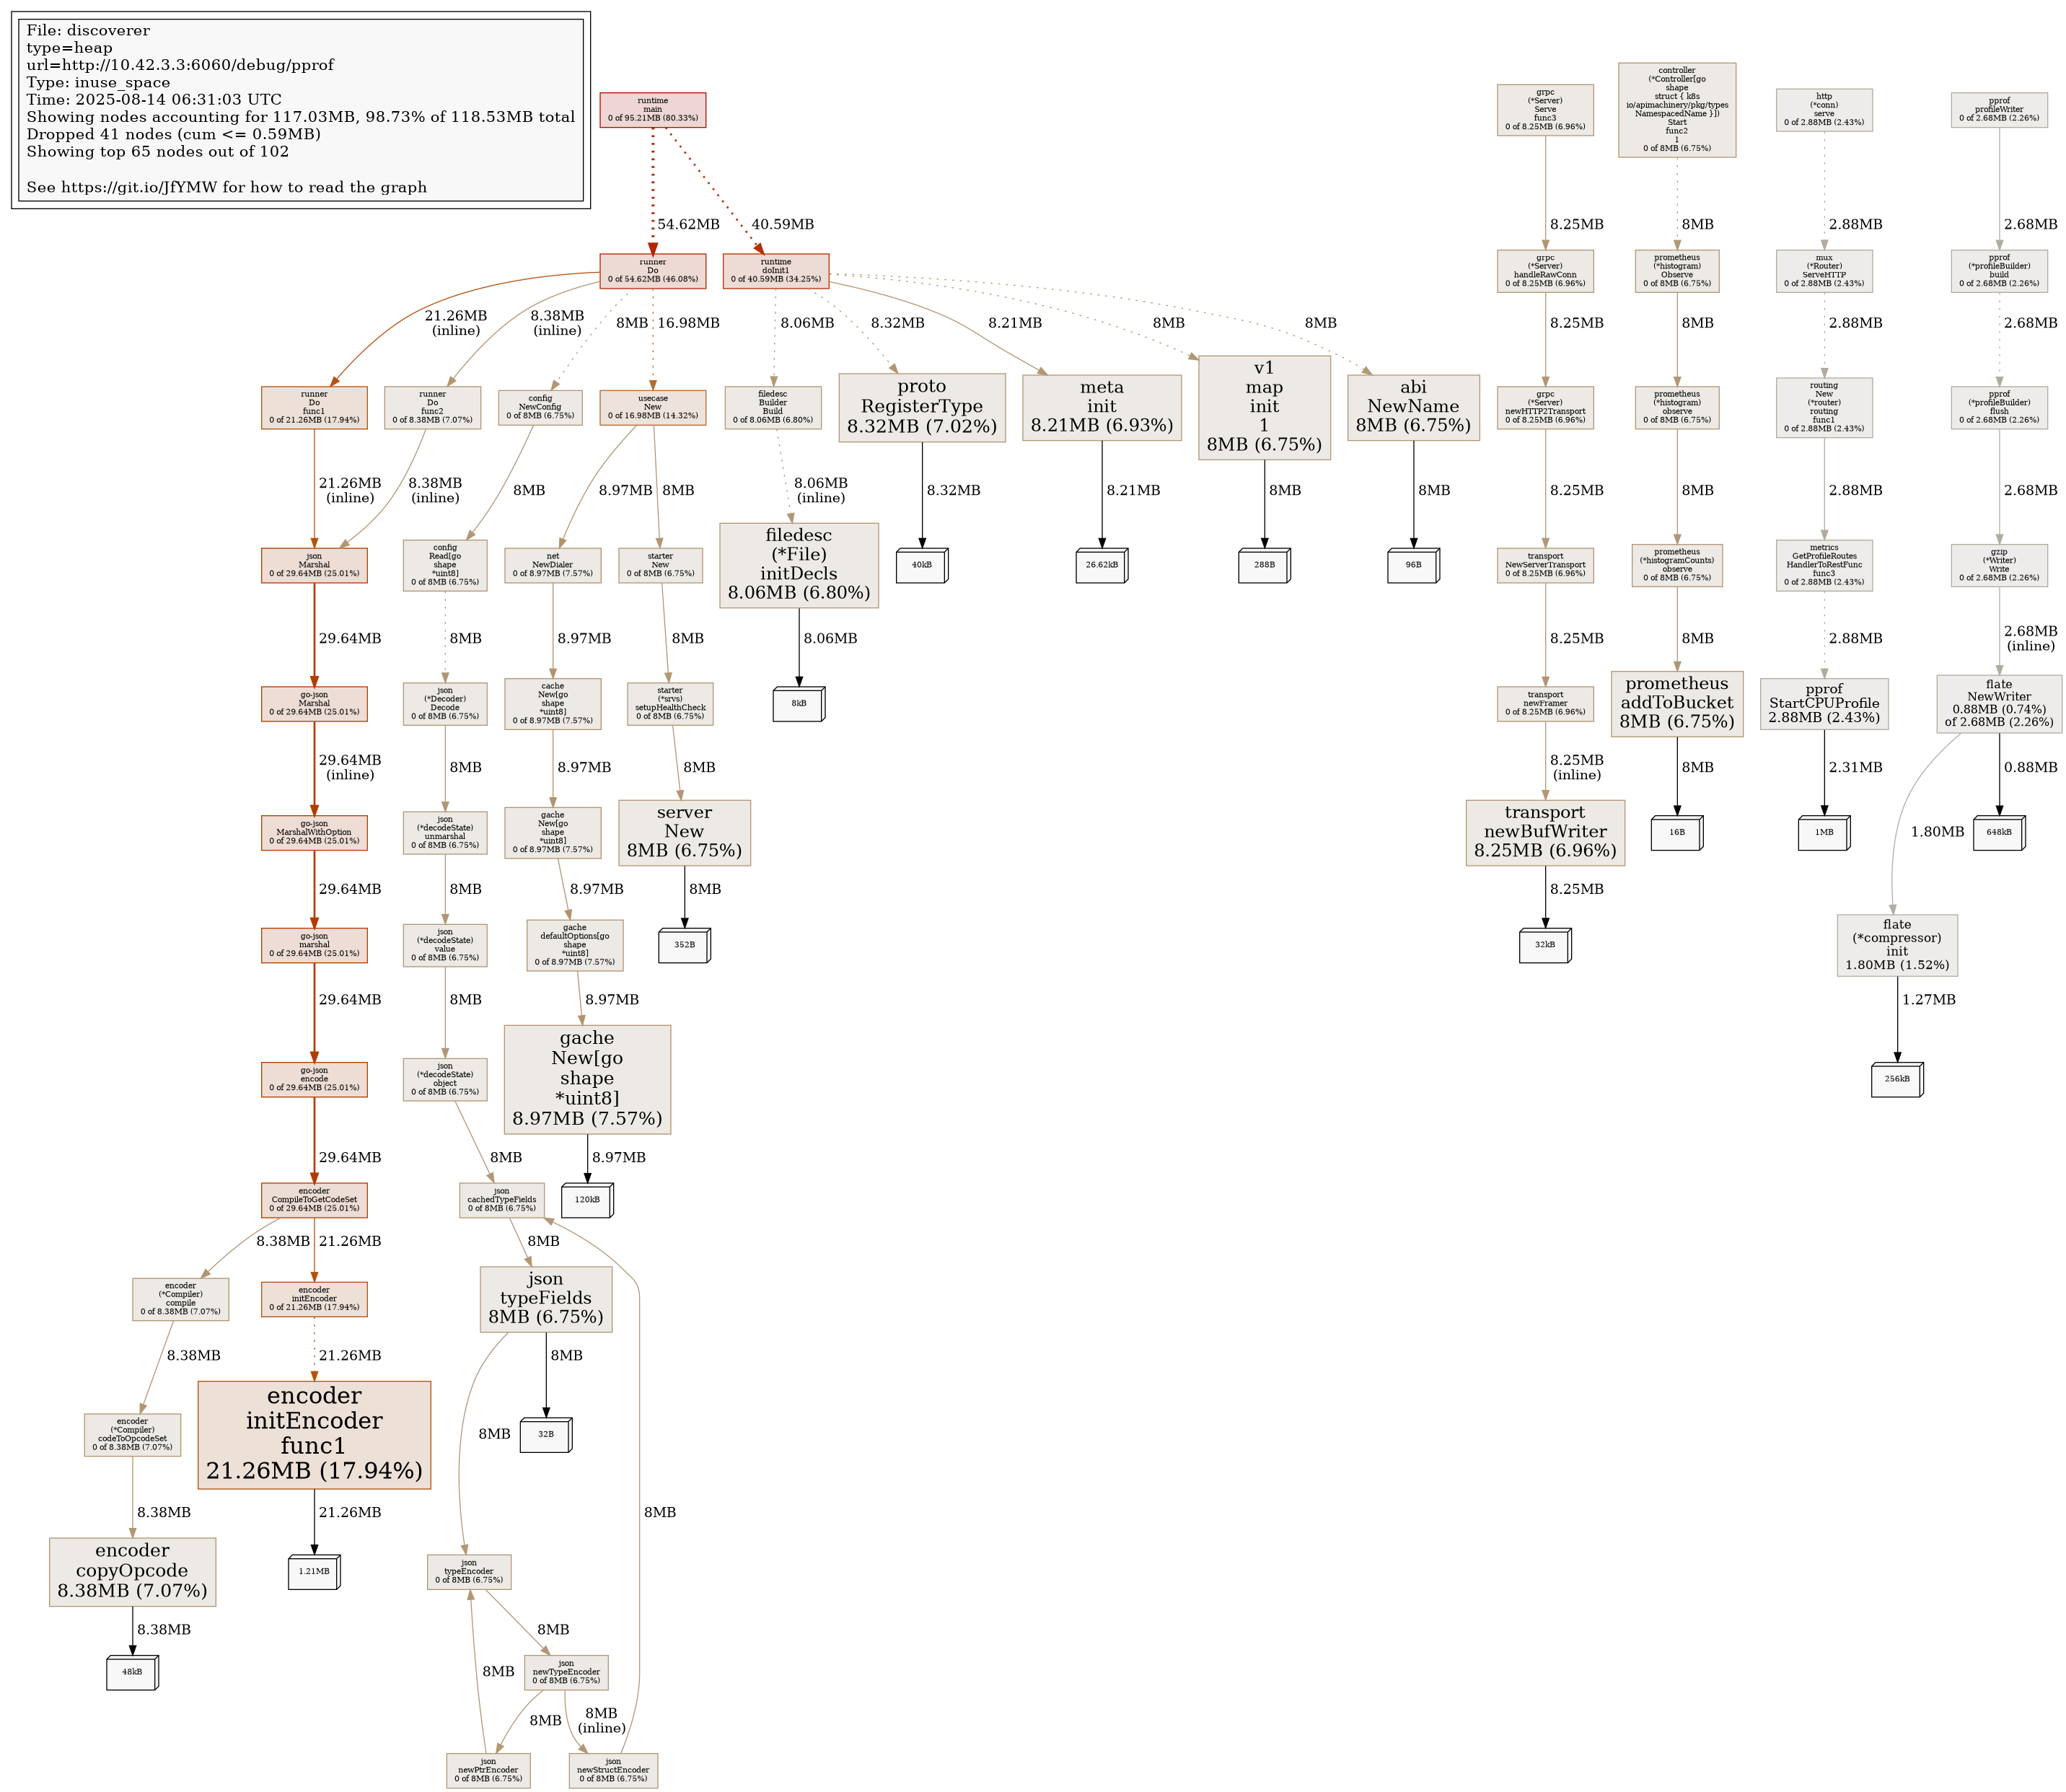 File: discoverer
type=heap
url=http://10.42.3.3:6060/debug/pprof
Type: inuse_space
Time: 2025-08-14 06:31:03 UTC
Showing nodes accounting for 117.03MB, 98.73% of 118.53MB total
Dropped 41 nodes (cum <= 0.59MB)
Showing top 65 nodes out of 102
See https://git.io/JfYMW for how to read the graph
runtime
main
0 of 95.21MB (80.33%)
grpc
(*Server)
Serve
func3
0 of 8.25MB (6.96%)
controller
(*Controller[go
shape
struct { k8s
io/apimachinery/pkg/types
NamespacedName }])
Start
func2
1
0 of 8MB (6.75%)
http
(*conn)
serve
0 of 2.88MB (2.43%)
pprof
profileWriter
0 of 2.68MB (2.26%)
54.62MB
40.59MB
8.25MB
8MB
2.88MB
2.68MB
runner
Do
0 of 54.62MB (46.08%)
runtime
doInit1
0 of 40.59MB (34.25%)
grpc
(*Server)
handleRawConn
0 of 8.25MB (6.96%)
prometheus
(*histogram)
Observe
0 of 8MB (6.75%)
mux
(*Router)
ServeHTTP
0 of 2.88MB (2.43%)
pprof
(*profileBuilder)
build
0 of 2.68MB (2.26%)
21.26MB
(inline)
8.38MB
(inline)
8MB
16.98MB
8.06MB
8.32MB
8.21MB
8MB
8MB
8.25MB
8MB
2.88MB
2.68MB
runner
Do
func1
0 of 21.26MB (17.94%)
runner
Do
func2
0 of 8.38MB (7.07%)
config
NewConfig
0 of 8MB (6.75%)
usecase
New
0 of 16.98MB (14.32%)
filedesc
Builder
Build
0 of 8.06MB (6.80%)
proto
RegisterType
8.32MB (7.02%)
meta
init
8.21MB (6.93%)
v1
map
init
1
8MB (6.75%)
abi
NewName
8MB (6.75%)
grpc
(*Server)
newHTTP2Transport
0 of 8.25MB (6.96%)
prometheus
(*histogram)
observe
0 of 8MB (6.75%)
routing
New
(*router)
routing
func1
0 of 2.88MB (2.43%)
pprof
(*profileBuilder)
flush
0 of 2.68MB (2.26%)
21.26MB
(inline)
8.38MB
(inline)
8MB
8.97MB
8MB
8.06MB
(inline)
8.32MB
8.21MB
8MB
8MB
8.25MB
8MB
2.88MB
2.68MB
json
Marshal
0 of 29.64MB (25.01%)
config
Read[go
shape
*uint8]
0 of 8MB (6.75%)
net
NewDialer
0 of 8.97MB (7.57%)
starter
New
0 of 8MB (6.75%)
filedesc
(*File)
initDecls
8.06MB (6.80%)
40kB
26.62kB
288B
96B
transport
NewServerTransport
0 of 8.25MB (6.96%)
prometheus
(*histogramCounts)
observe
0 of 8MB (6.75%)
metrics
GetProfileRoutes
HandlerToRestFunc
func3
0 of 2.88MB (2.43%)
gzip
(*Writer)
Write
0 of 2.68MB (2.26%)
29.64MB
8MB
8.97MB
8MB
8.06MB
8.25MB
8MB
2.88MB
2.68MB
(inline)
go-json
Marshal
0 of 29.64MB (25.01%)
json
(*Decoder)
Decode
0 of 8MB (6.75%)
cache
New[go
shape
*uint8]
0 of 8.97MB (7.57%)
starter
(*srvs)
setupHealthCheck
0 of 8MB (6.75%)
8kB
transport
newFramer
0 of 8.25MB (6.96%)
prometheus
addToBucket
8MB (6.75%)
pprof
StartCPUProfile
2.88MB (2.43%)
flate
NewWriter
0.88MB (0.74%)
of 2.68MB (2.26%)
29.64MB
(inline)
8MB
8.97MB
8MB
8.25MB
(inline)
8MB
2.31MB
1.80MB
0.88MB
go-json
MarshalWithOption
0 of 29.64MB (25.01%)
json
(*decodeState)
unmarshal
0 of 8MB (6.75%)
gache
New[go
shape
*uint8]
0 of 8.97MB (7.57%)
server
New
8MB (6.75%)
transport
newBufWriter
8.25MB (6.96%)
16B
1MB
648kB
29.64MB
8MB
8.97MB
8MB
8.25MB
go-json
marshal
0 of 29.64MB (25.01%)
json
(*decodeState)
value
0 of 8MB (6.75%)
gache
defaultOptions[go
shape
*uint8]
0 of 8.97MB (7.57%)
352B
32kB
flate
(*compressor)
init
1.80MB (1.52%)
29.64MB
8MB
8.97MB
1.27MB
go-json
encode
0 of 29.64MB (25.01%)
json
(*decodeState)
object
0 of 8MB (6.75%)
gache
New[go
shape
*uint8]
8.97MB (7.57%)
256kB
29.64MB
8MB
8.97MB
encoder
CompileToGetCodeSet
0 of 29.64MB (25.01%)
json
cachedTypeFields
0 of 8MB (6.75%)
120kB
8.38MB
21.26MB
8MB
encoder
(*Compiler)
compile
0 of 8.38MB (7.07%)
encoder
initEncoder
0 of 21.26MB (17.94%)
json
typeFields
8MB (6.75%)
8.38MB
21.26MB
8MB
encoder
(*Compiler)
codeToOpcodeSet
0 of 8.38MB (7.07%)
encoder
initEncoder
func1
21.26MB (17.94%)
8MB
32B
8.38MB
21.26MB
8MB
encoder
copyOpcode
8.38MB (7.07%)
1.21MB
json
typeEncoder
0 of 8MB (6.75%)
8.38MB
8MB
48kB
8MB
json
newTypeEncoder
0 of 8MB (6.75%)
8MB
8MB
(inline)
json
newPtrEncoder
0 of 8MB (6.75%)
json
newStructEncoder
0 of 8MB (6.75%)